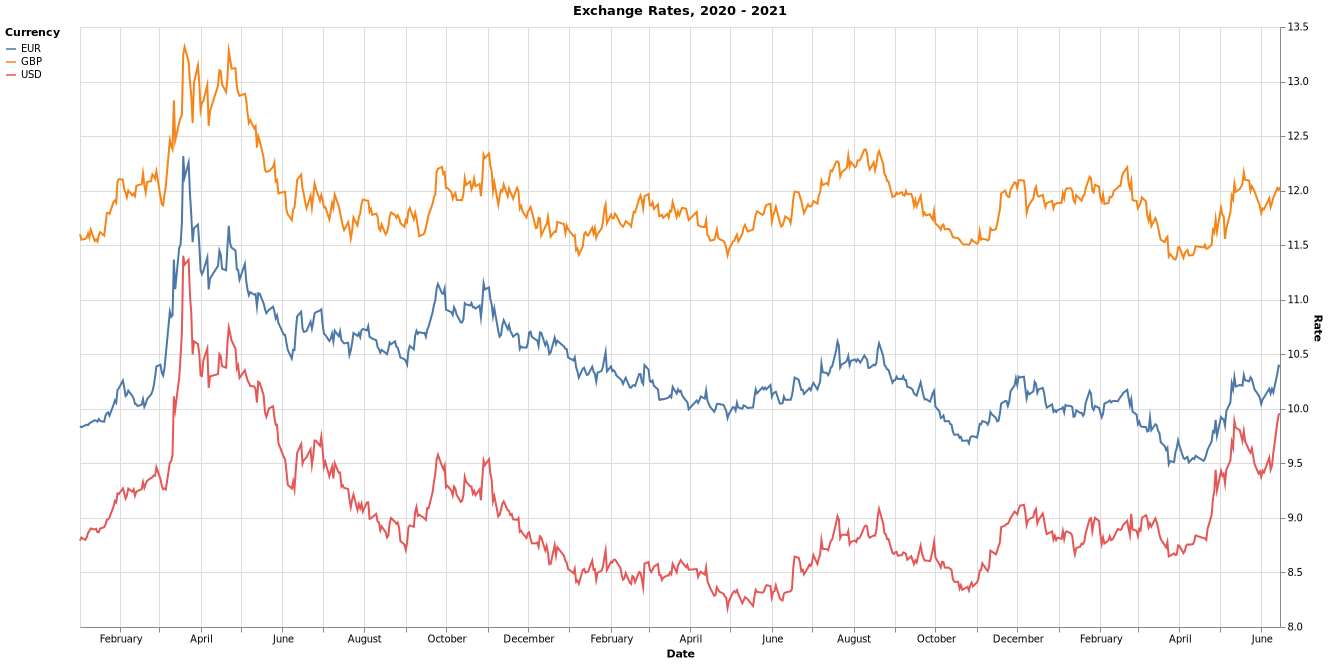 Exchange Rates, 2020 - 2021
Currency
EUR
GBP
USD
13.5
13.0
12.5
12.0
11.5
11.0
10.5
10.0
9.5
9.0
8.5
8.0
Rate
February April June August October December February April June August October December February April June
Date